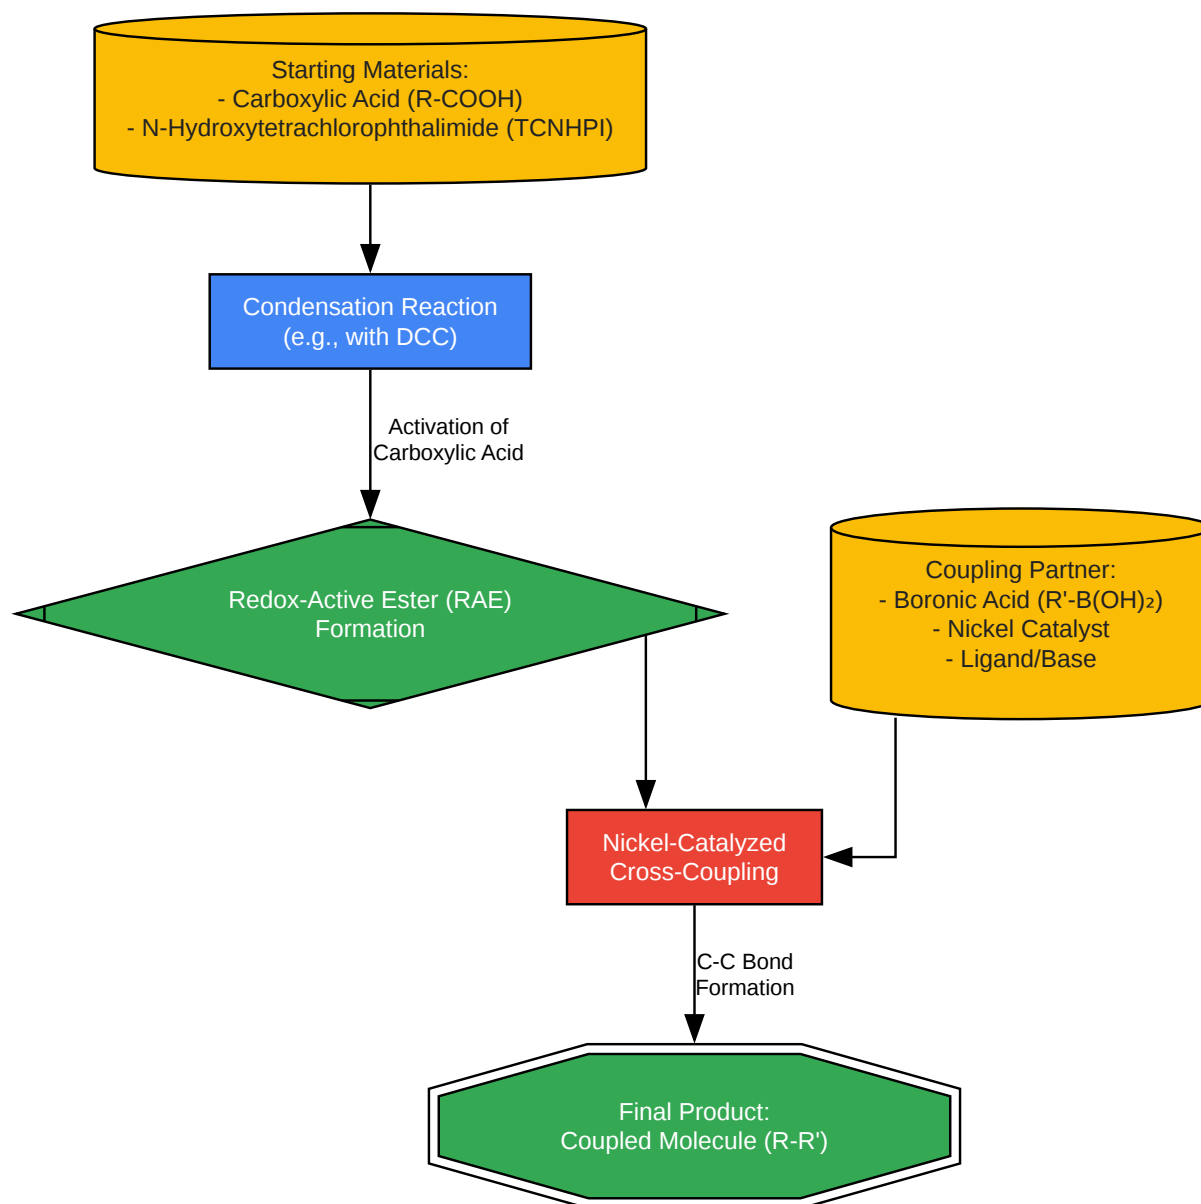 Starting Materials:
- Carboxylic Acid (R-COOH)
- N-Hydroxytetrachlorophthalimide (TCNHPI)
Condensation Reaction
(e.g., with DCC)
Activation of
Carboxylic Acid
Redox-Active Ester (RAE)
Formation
Coupling Partner:
- Boronic Acid (R'-B(OH)₂)
- Nickel Catalyst
- Ligand/Base
Nickel-Catalyzed
Cross-Coupling
C-C Bond
Formation
Final Product:
Coupled Molecule (R-R')